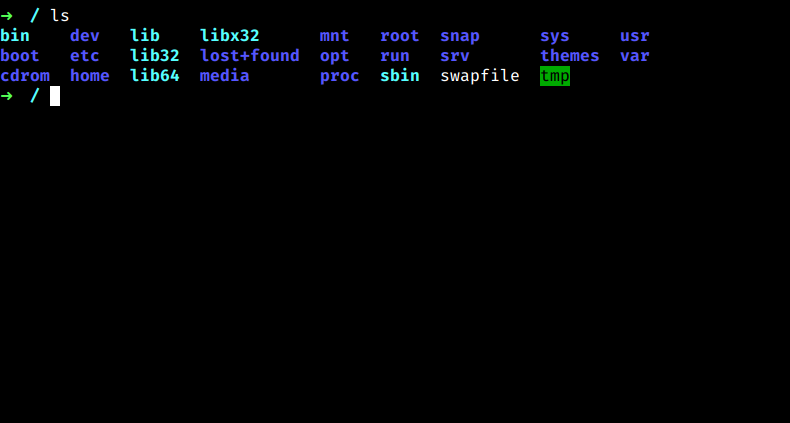 ➜  / ls
bin    dev   lib    libx32      mnt   root  snap      sys     usr
boot   etc   lib32  lost+found  opt   run   srv       themes  var
cdrom  home  lib64  media       proc  sbin  swapfile  tmp
➜  /